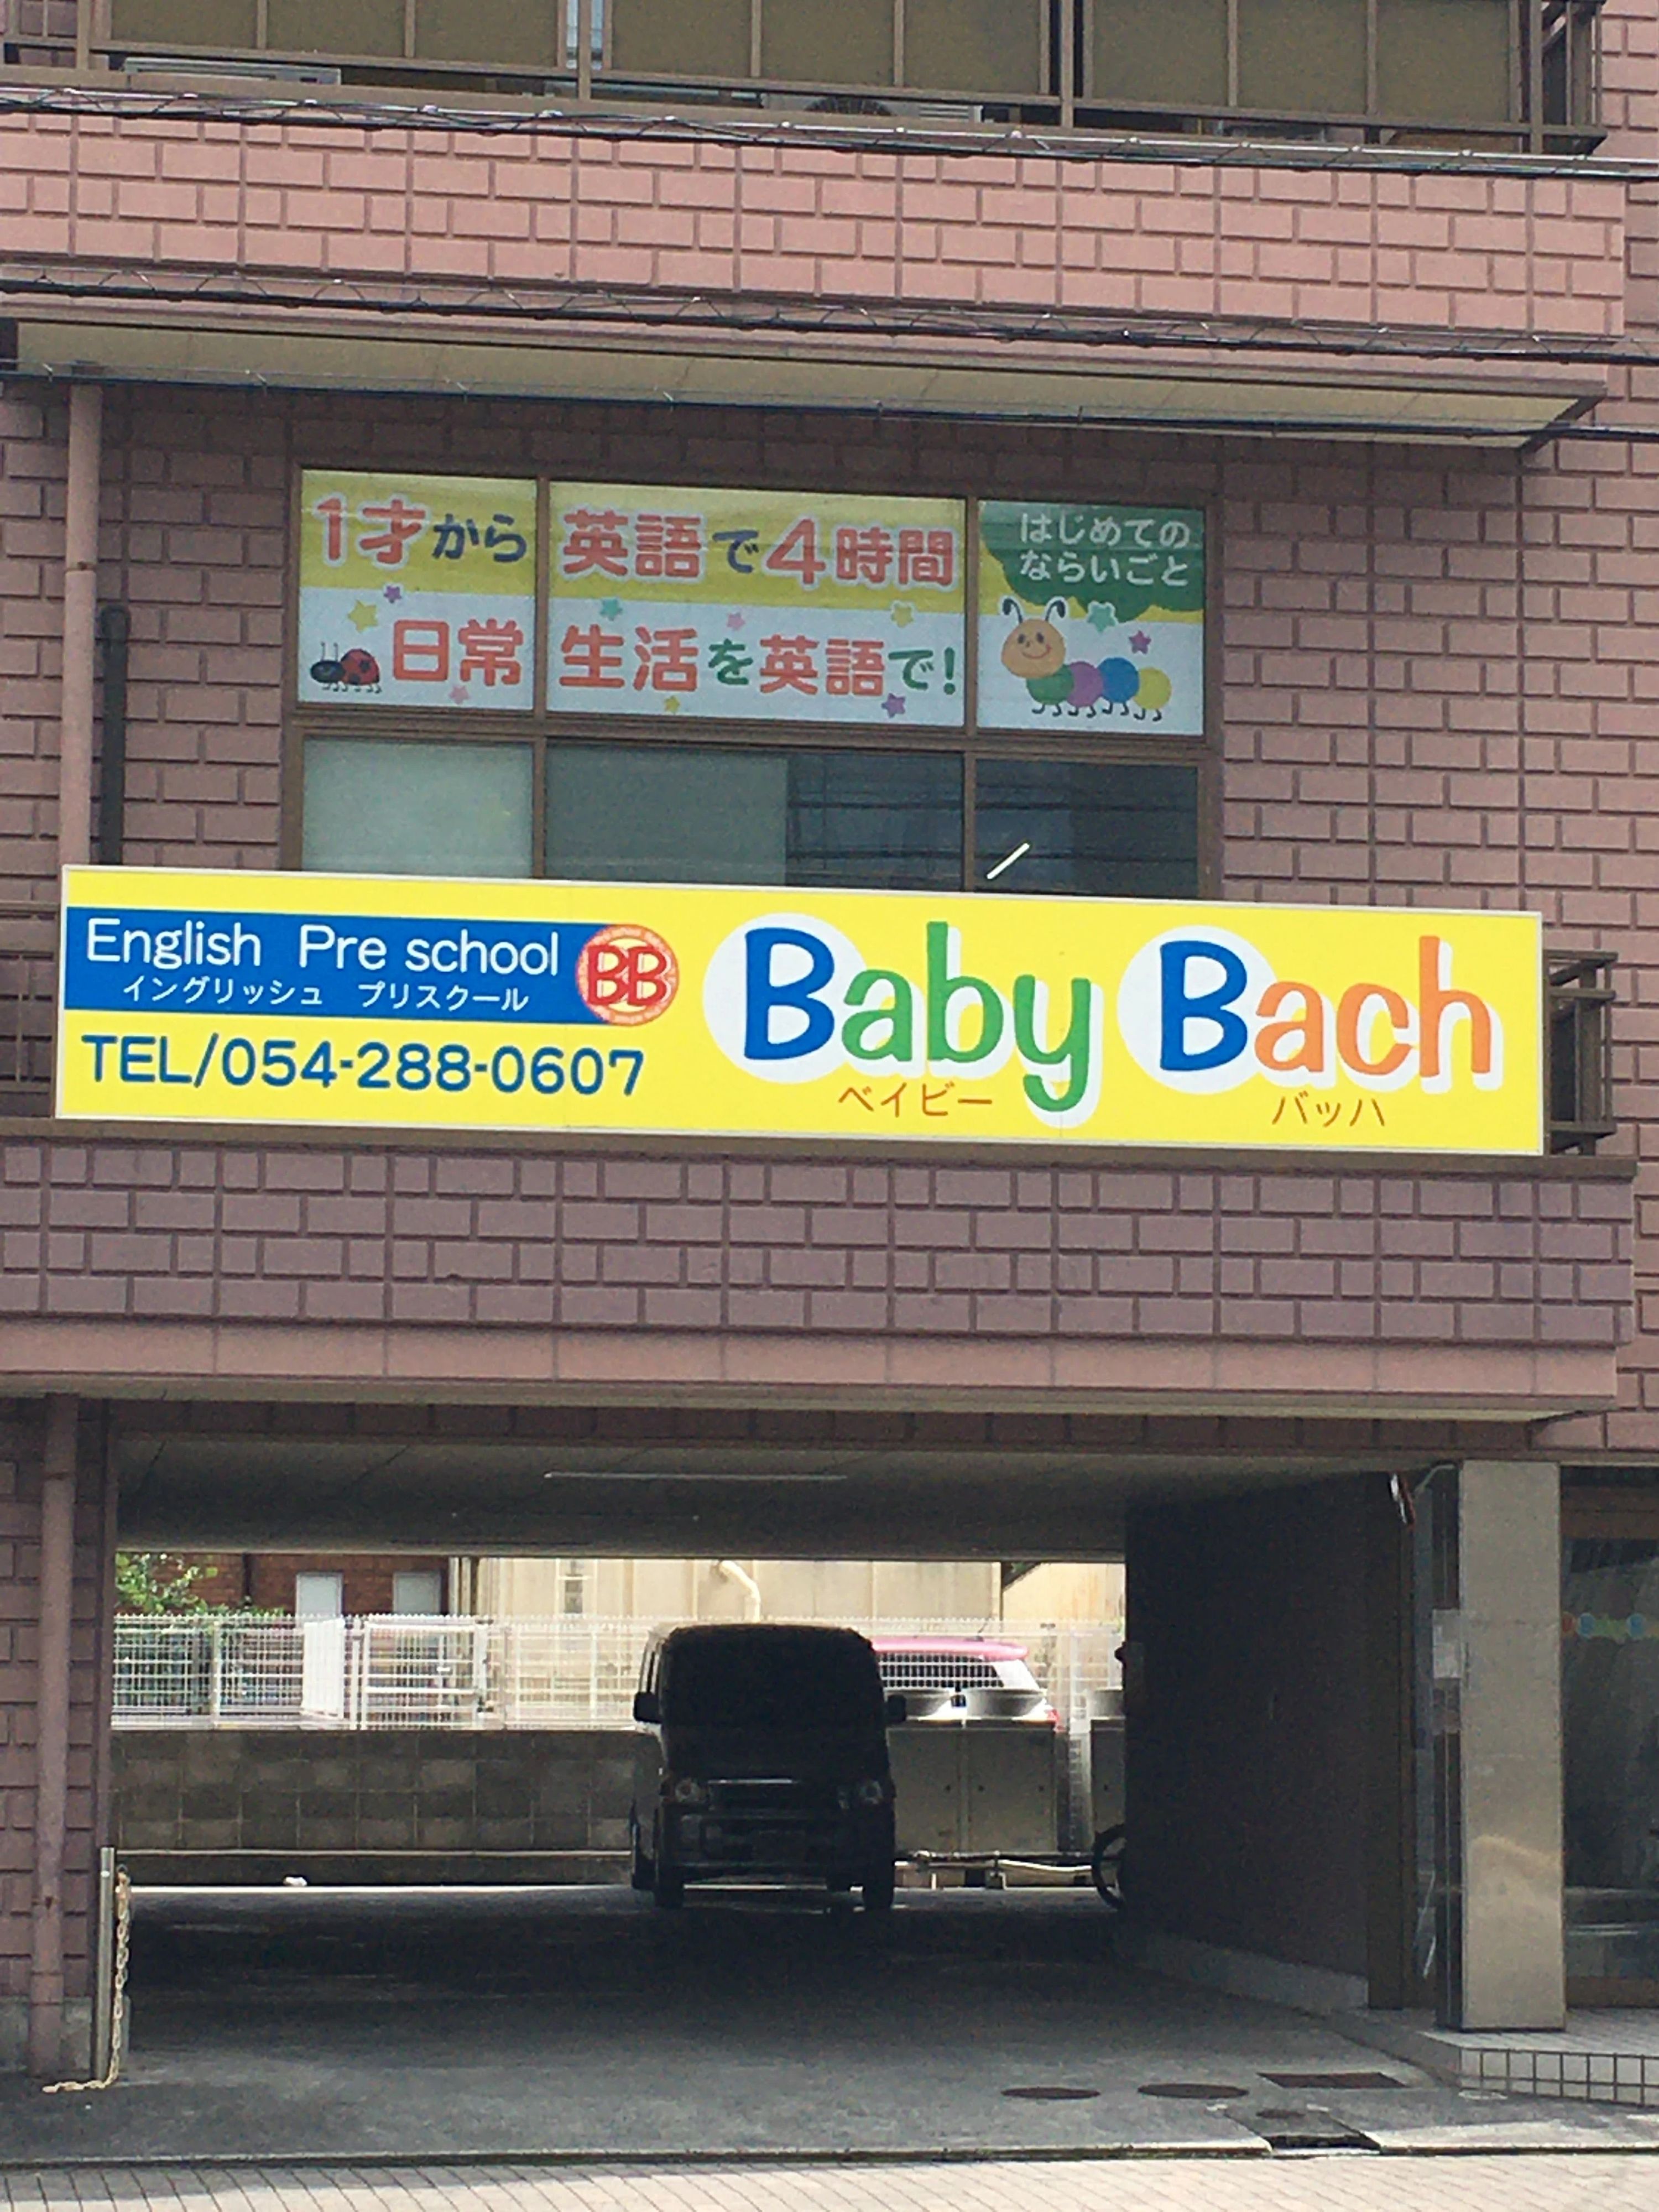 1才から 英語で4時間
日常 生活を英語で!
はじめての
ならいごと
English Pre school
イングリッシュ プリスクール
BB
TEL/054-288-0607
Baby Bach
ベイビー バッハ